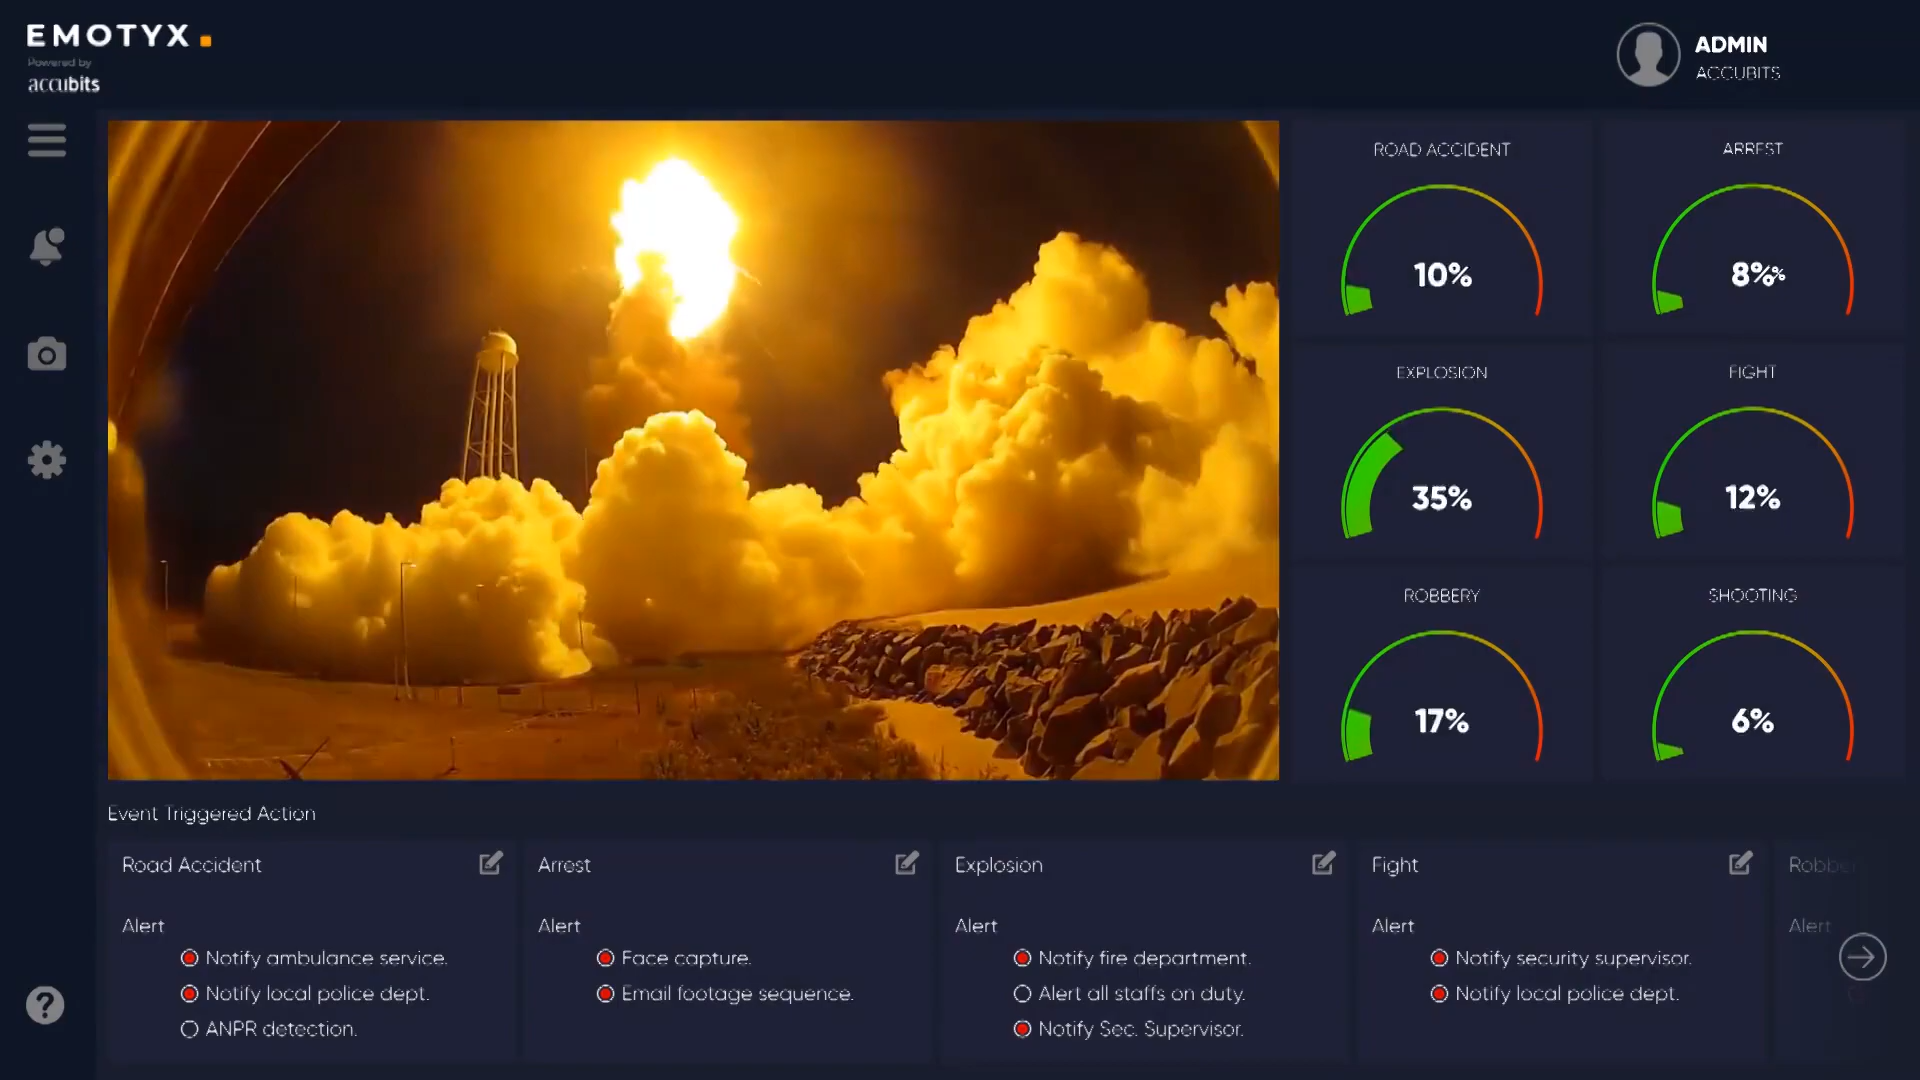 EMOTYX
Powered by
accubits
ADMIN
ACCUBITS
ROAD ACCIDENT
10%
ARREST
8%%
EXPLOSION
35%
FIGHT
12%
ROBBERY
17%
SHOOTING
6%
Event Triggered Action
Road Accident
Alert
Notify ambulance service.
Notify local police dept.
ANPR detection.
Arrest
Alert
Face capture.
Email footage sequence.
Explosion
Alert
Notify fire department.
Alert all staffs on duty.
Notify Sec. Supervisor.
Fight
Alert
Notify security supervisor.
Notify local police dept.
Robbe
Alert
?